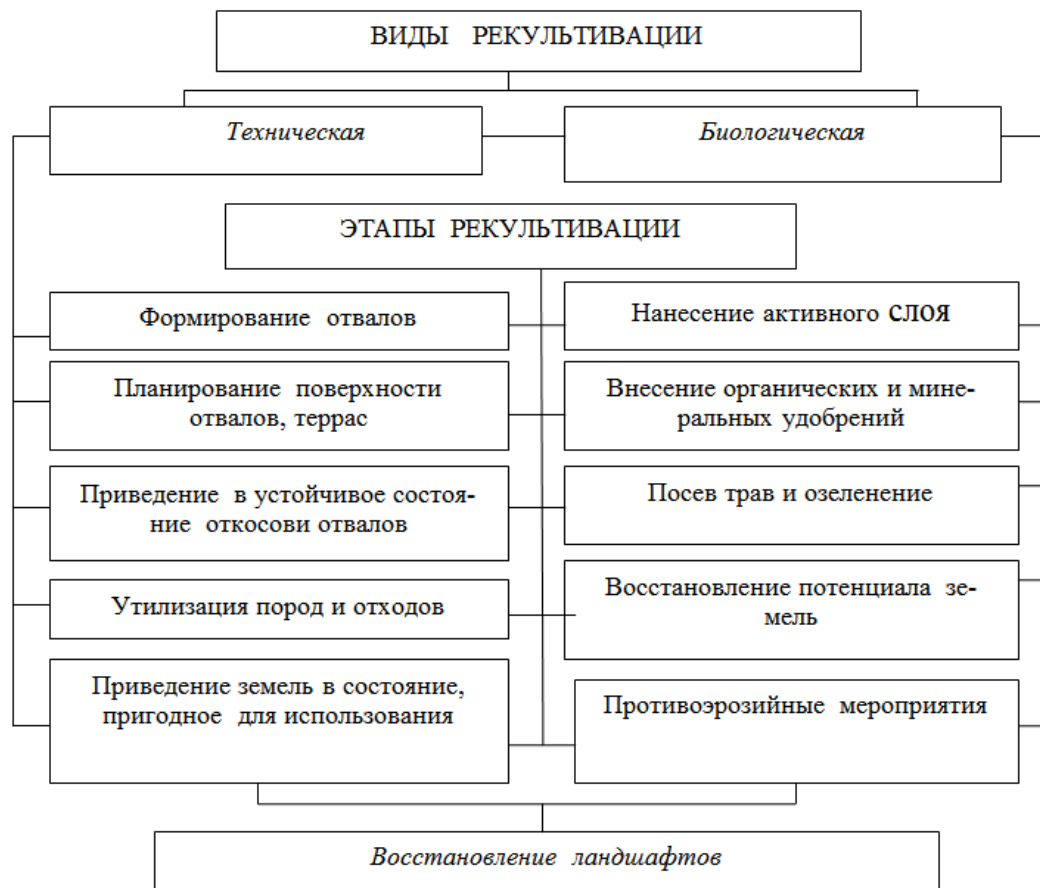 ВИДЫ РЕКУЛЬТИВАЦИИ
Техническая
Биологическая
ЭТАПЫ РЕКУЛЬТИВАЦИИ
Формирование отвалов
Нанесение активного слоя
Планирование поверхности
отвалов, террас
Внесение органических и мине-
ральных удобрений
Приведение в устойчивое состоя-
ние откосови отвалов
Посев трав и озеленение
Утилизация пород и отходов
Восстановление потенциала зе-
мель
Приведение земель в состояние,
пригодное для использования
Противоэрозийные мероприятия
Восстановление ландшафтов